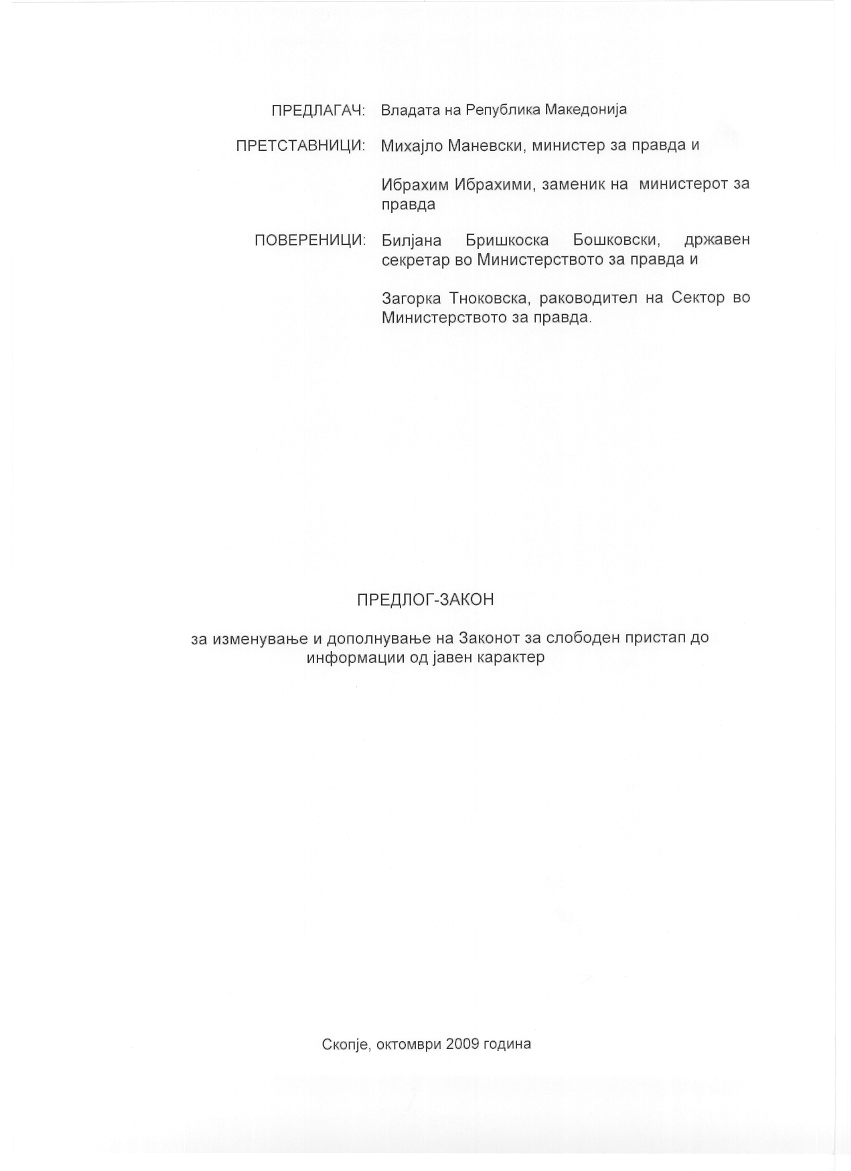 ПРЕДЛАГАЧ: Владата на Република Македонија
ПРЕТСТАВНИЦИ: Михајло Маневски, министер за правда и
Ибрахим Ибрахими, заменик на министерот за
правда
ПОВЕРЕНИЦИ: Билјана Бришкоска Бошковски, државен
секретар во Министерството за правда и
Загорка Тноковска, раководител на Сектор во
Министерството за правда.
ПРЕДЛОГ-ЗАКОН
за изменување и дополнување на Законот за слободен пристап до
информации од јавен карактер
Скопје, октомври 2009 година